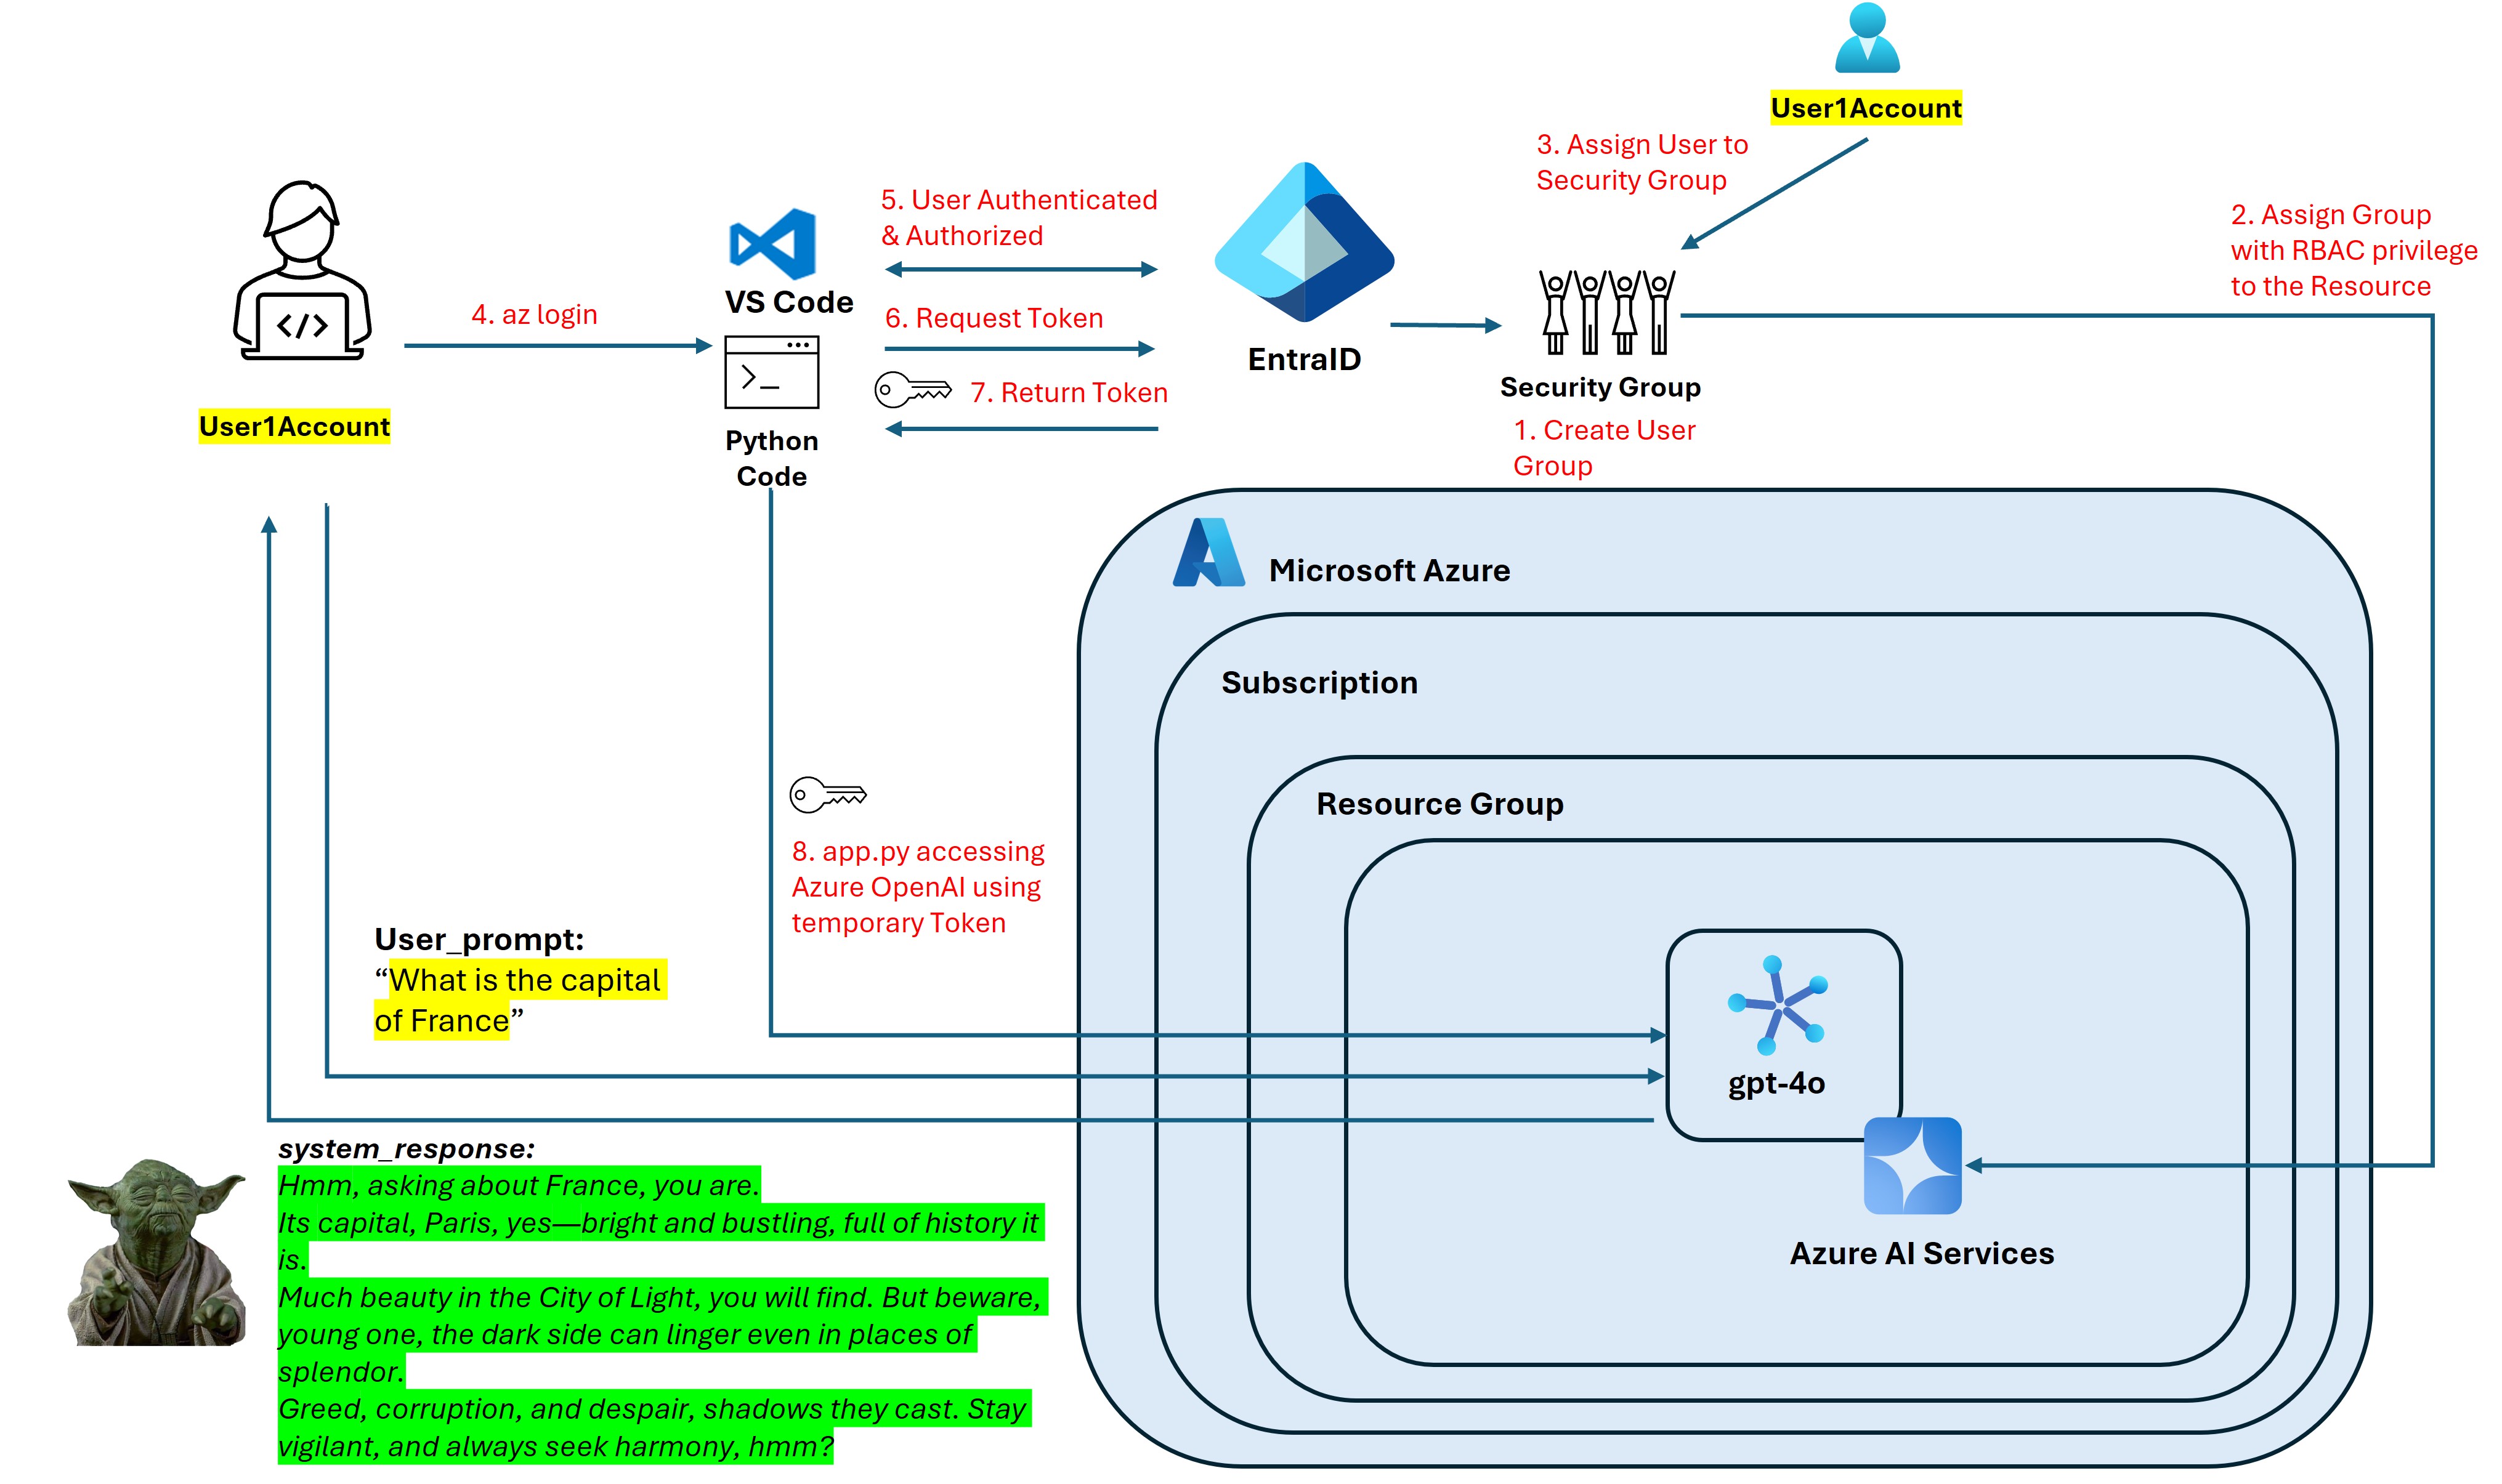 User1Account
3. Assign User to
Security Group
2. Assign Group
with RBAC privilege
to the Resource
5. User Authenticated
& Authorized
VS Code
4. az login
6. Request Token
EntraID
7. Return Token
Security Group
User1Account
Python
Code
1. Create User
Group
Microsoft Azure
Subscription
Resource Group
8. app.py accessing
Azure OpenAI using
temporary Token
User_prompt:
“What is the capital
of France”
gpt-4o
Azure AI Services
system_response:
Hmm, asking about France, you are.
Its capital, Paris, yes—bright and bustling, full of history it
is.
Much beauty in the City of Light, you will find. But beware,
young one, the dark side can linger even in places of
splendor.
Greed, corruption, and despair, shadows they cast. Stay
vigilant, and always seek harmony, hmm?